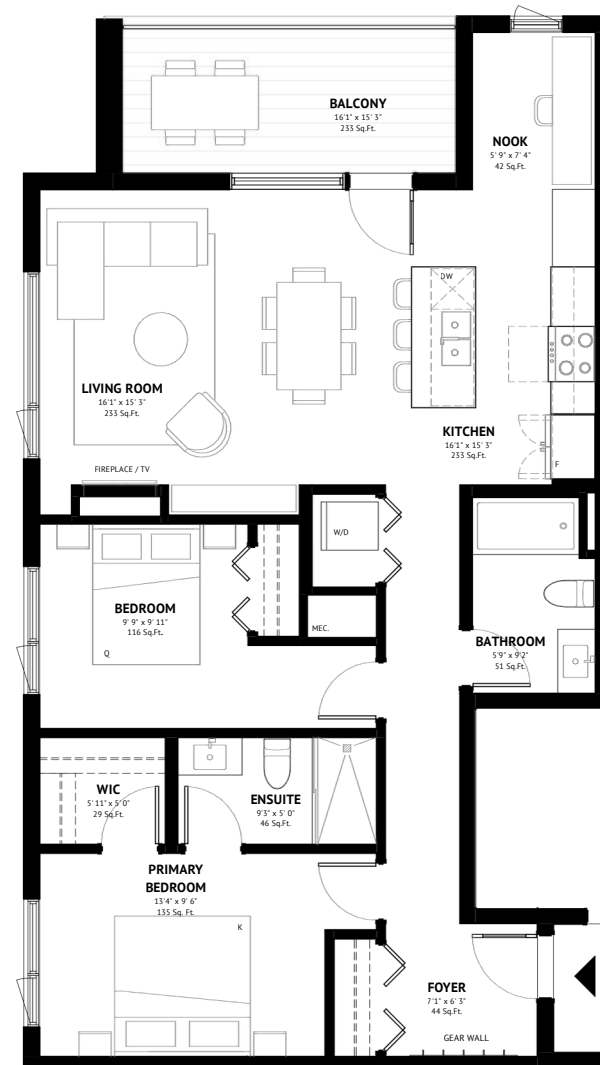 BALCONY
16'1" x 15' 3"
233 Sq.Ft.
NOOK
5' 9" x 7' 4"
42 Sq.Ft.
DW
LIVING ROOM
16'1" x 15' 3"
233 Sq.Ft.
KITCHEN
16'1" x 15' 3"
233 Sq.Ft.
F
FIREPLACE / TV
W/D
BEDROOM
9' 9" x 9' 11"
116 Sq.Ft.
Q
MEC.
BATHROOM
5'9" x 9'2"
51 Sq.Ft.
WIC
5' 11" x 5' 0"
29 Sq.Ft.
ENSUITE
9'3" x 5' 0"
46 Sq.Ft.
PRIMARY
BEDROOM
13'4" x 9' 6"
135 Sq. Ft.
K
FOYER
7'1" x 6' 3"
44 Sq.Ft.
GEAR WALL